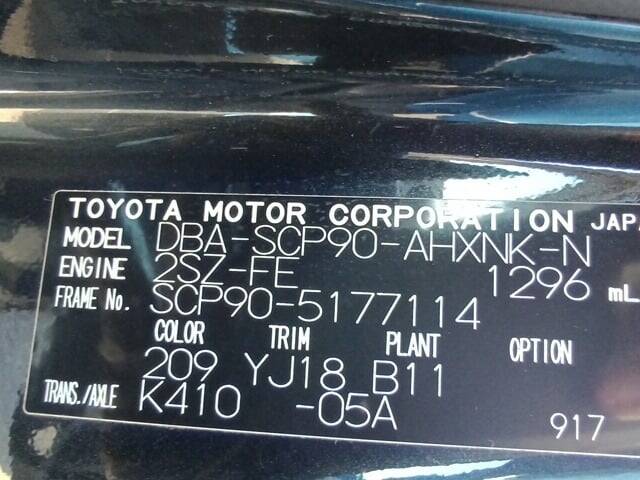 TOYOTA MOTOR CORPORATION JAPA
MODEL DBA-SCP90-AHXNK-N
ENGINE 2SZ-FE 1296 mL
FRAME No. SCP90-5177114
COLOR TRIM PLANT OPTION
209 YJ18 B11
TRANS./AXLE K410 -05A
917